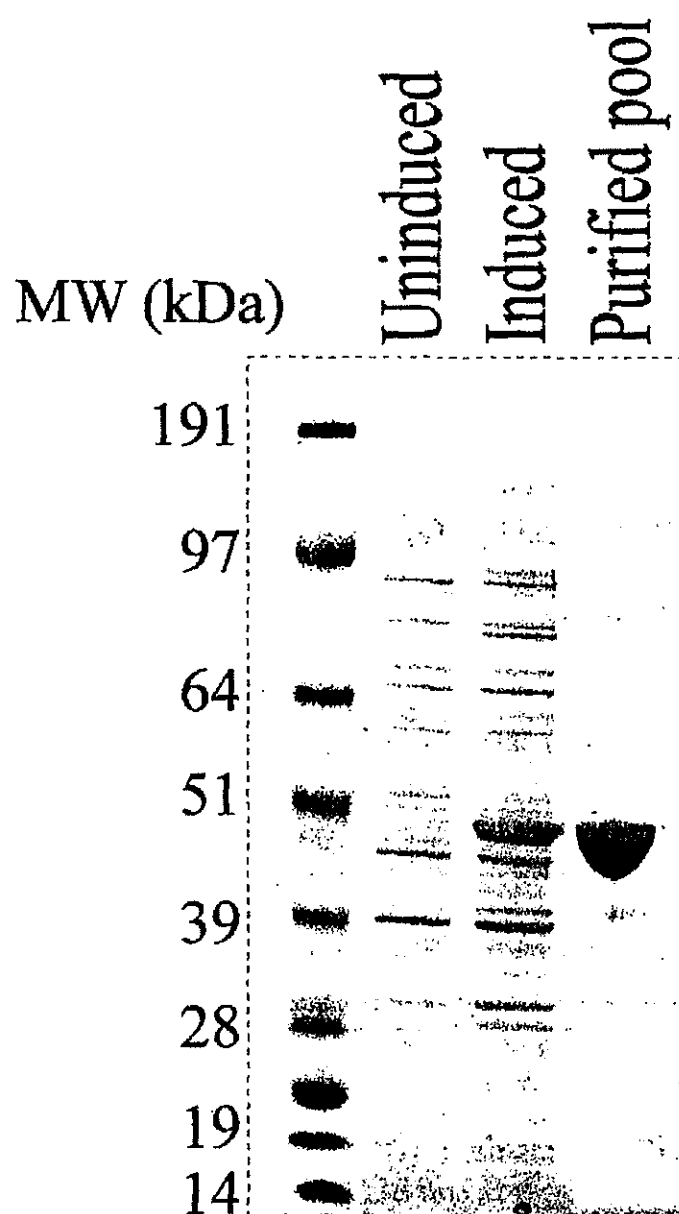 Uninduced
Induced
Purified pool
MW (kDa)
191
97
64
51
39
28
19
14